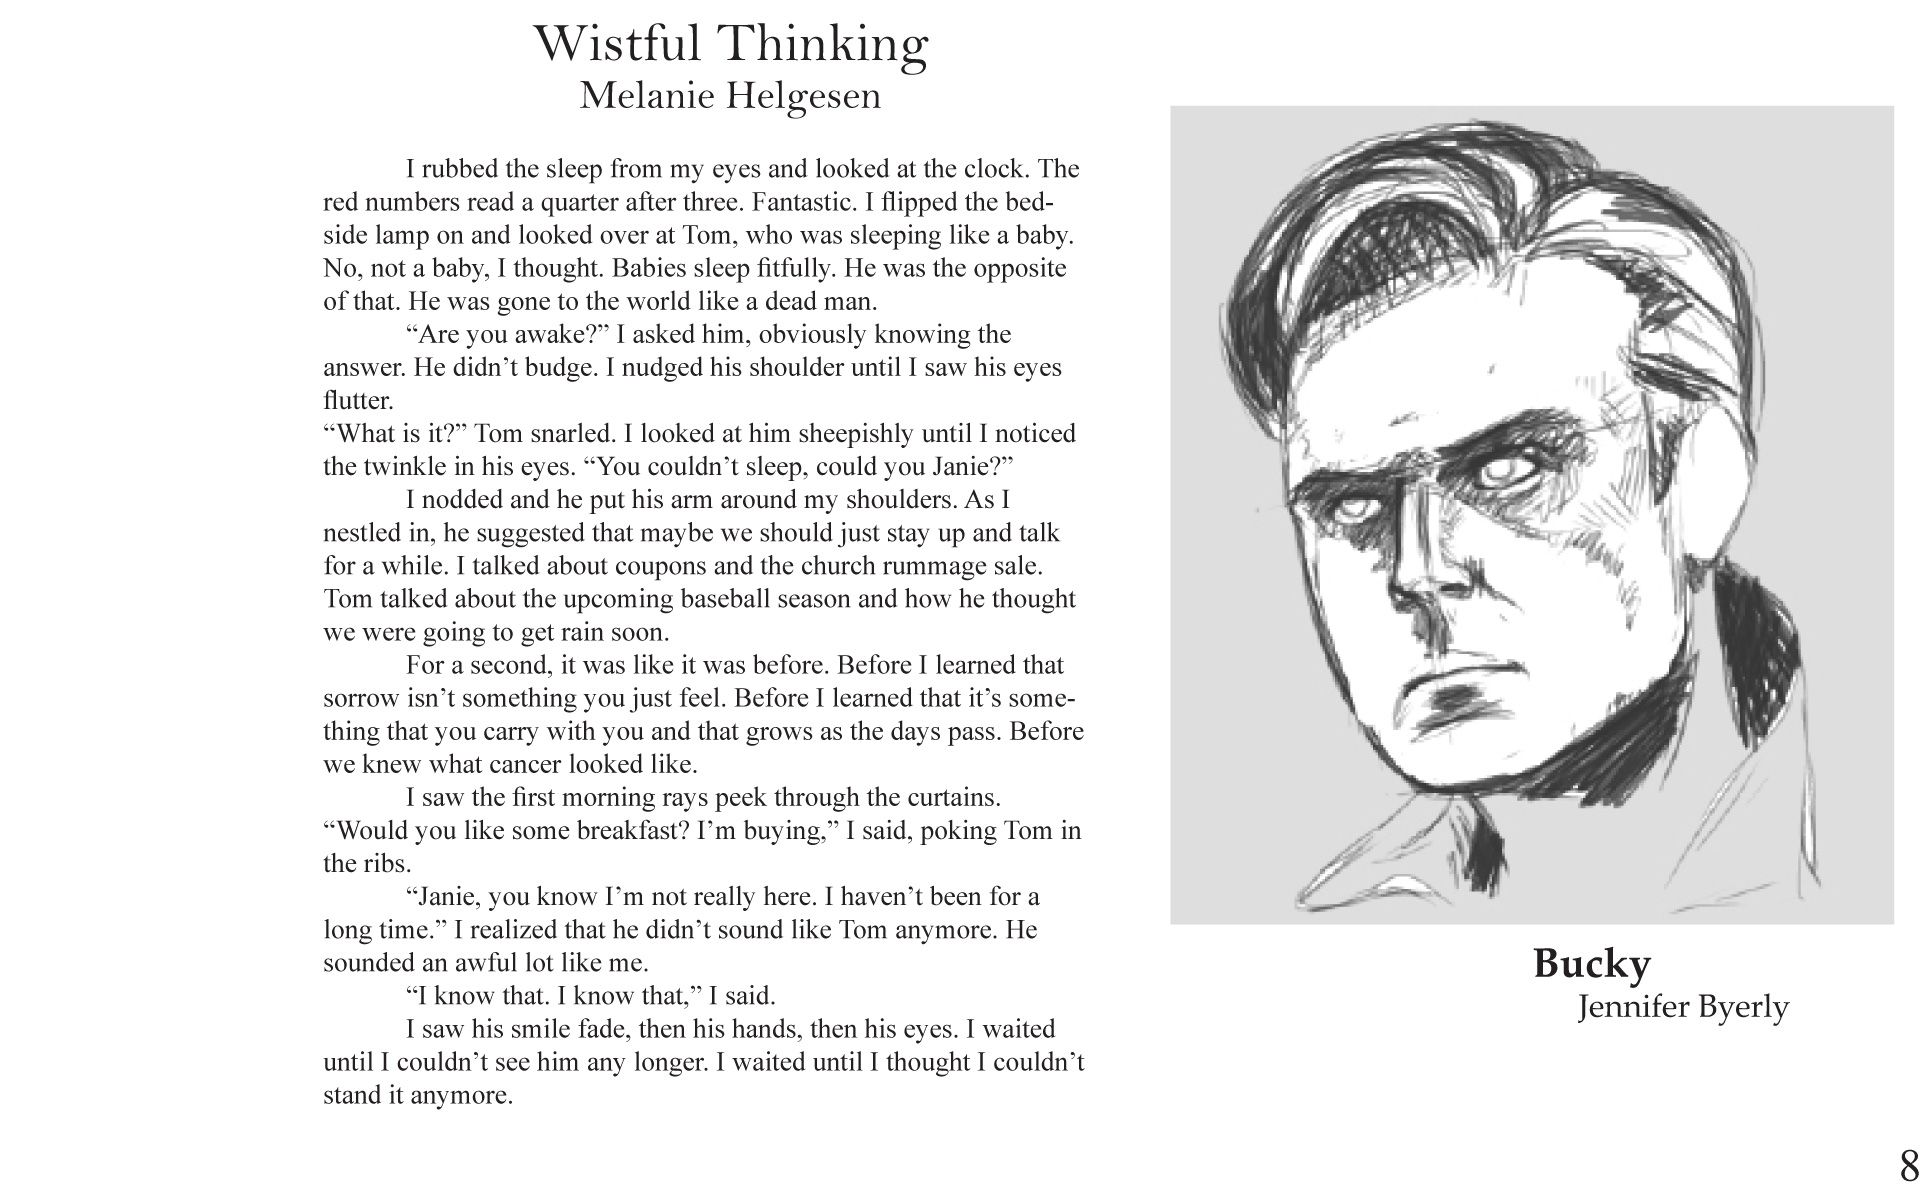 Wistful Thinking
Melanie Helgesen
I rubbed the sleep from my eyes and looked at the clock. The
red numbers read a quarter after three. Fantastic. I flipped the bed-
side lamp on and looked over at Tom, who was sleeping like a baby.
No, not a baby, I thought. Babies sleep fitfully. He was the opposite
of that. He was gone to the world like a dead man.
“Are you awake?” I asked him, obviously knowing the
answer. He didn’t budge. I nudged his shoulder until I saw his eyes
flutter.
“What is it?” Tom snarled. I looked at him sheepishly until I noticed
the twinkle in his eyes. “You couldn’t sleep, could you Janie?”
I nodded and he put his arm around my shoulders. As I
nestled in, he suggested that maybe we should just stay up and talk
for a while. I talked about coupons and the church rummage sale.
Tom talked about the upcoming baseball season and how he thought
we were going to get rain soon.
For a second, it was like it was before. Before I learned that
sorrow isn’t something you just feel. Before I learned that it’s some-
thing that you carry with you and that grows as the days pass. Before
we knew what cancer looked like.
I saw the first morning rays peek through the curtains.
“Would you like some breakfast? I’m buying,” I said, poking Tom in
the ribs.
“Janie, you know I’m not really here. I haven’t been for a
long time.” I realized that he didn’t sound like Tom anymore. He
sounded an awful lot like me.
“I know that. I know that,” I said.
I saw his smile fade, then his hands, then his eyes. I waited
until I couldn’t see him any longer. I waited until I thought I couldn’t
stand it anymore.
Bucky
Jennifer Byerly
8